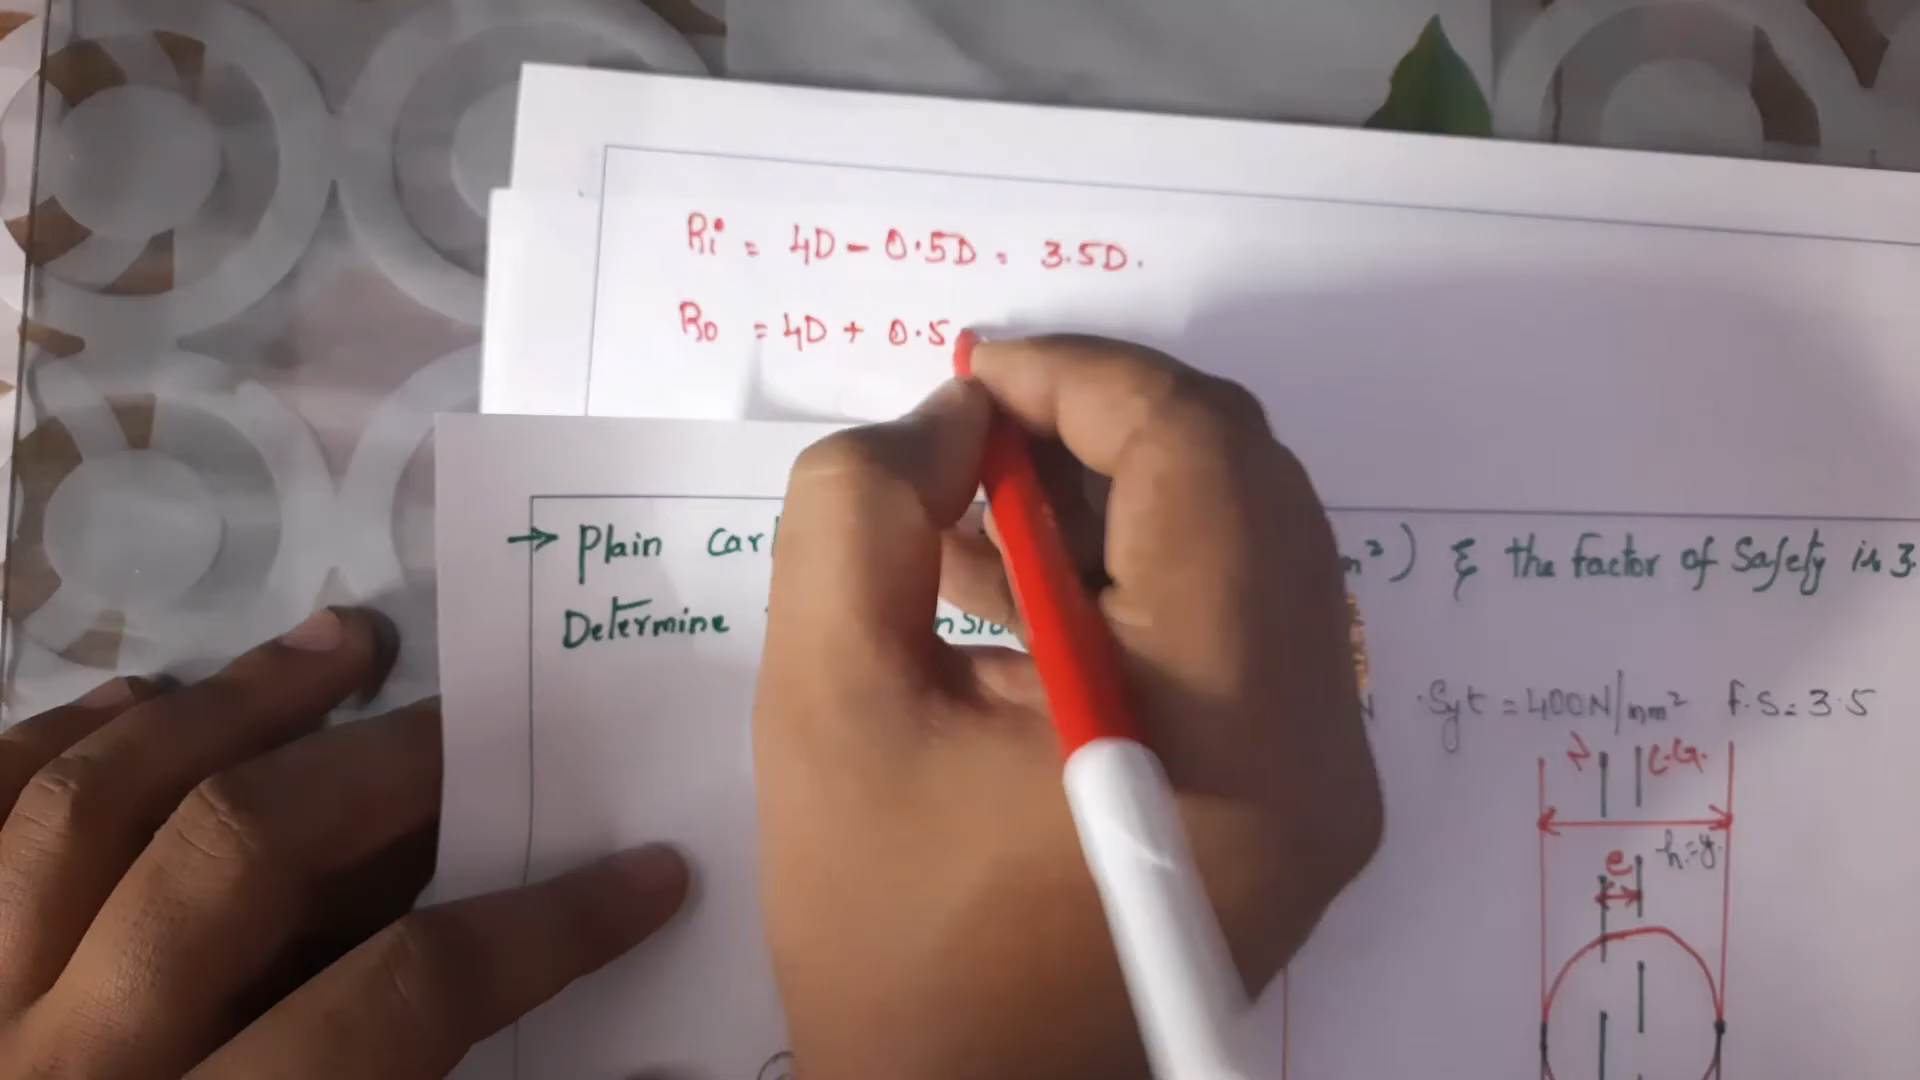 Ri = 4D - 0.5D = 3.5D.
Ro = 4D + 0.5
→ Plain car m²) & the factor of Safety is 3.
Determine
Syt = 400N/mm² f.s = 3.5
C.G.
h=y.
e